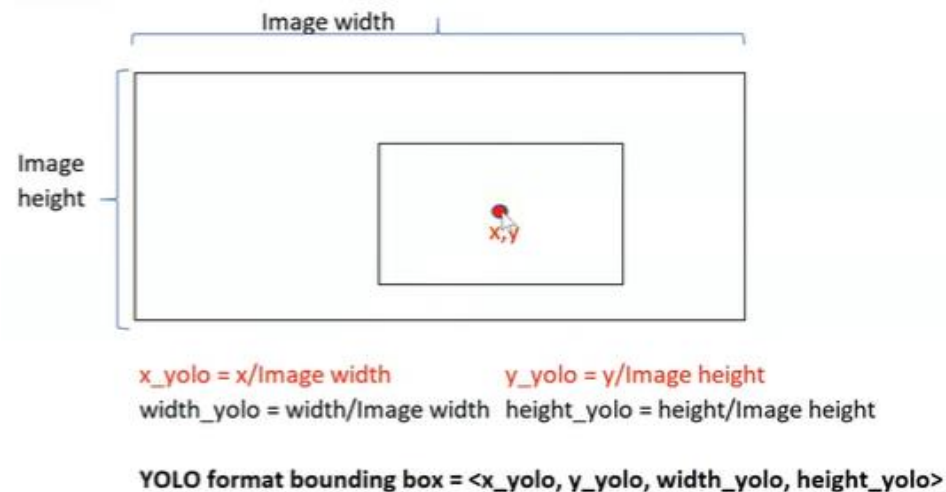 Image width
Image
height
x,y
x_yolo = x/Image width
y_yolo = y/Image height
width_yolo = width/Image width
height_yolo = height/Image height
YOLO format bounding box = <x_yolo, y_yolo, width_yolo, height_yolo>